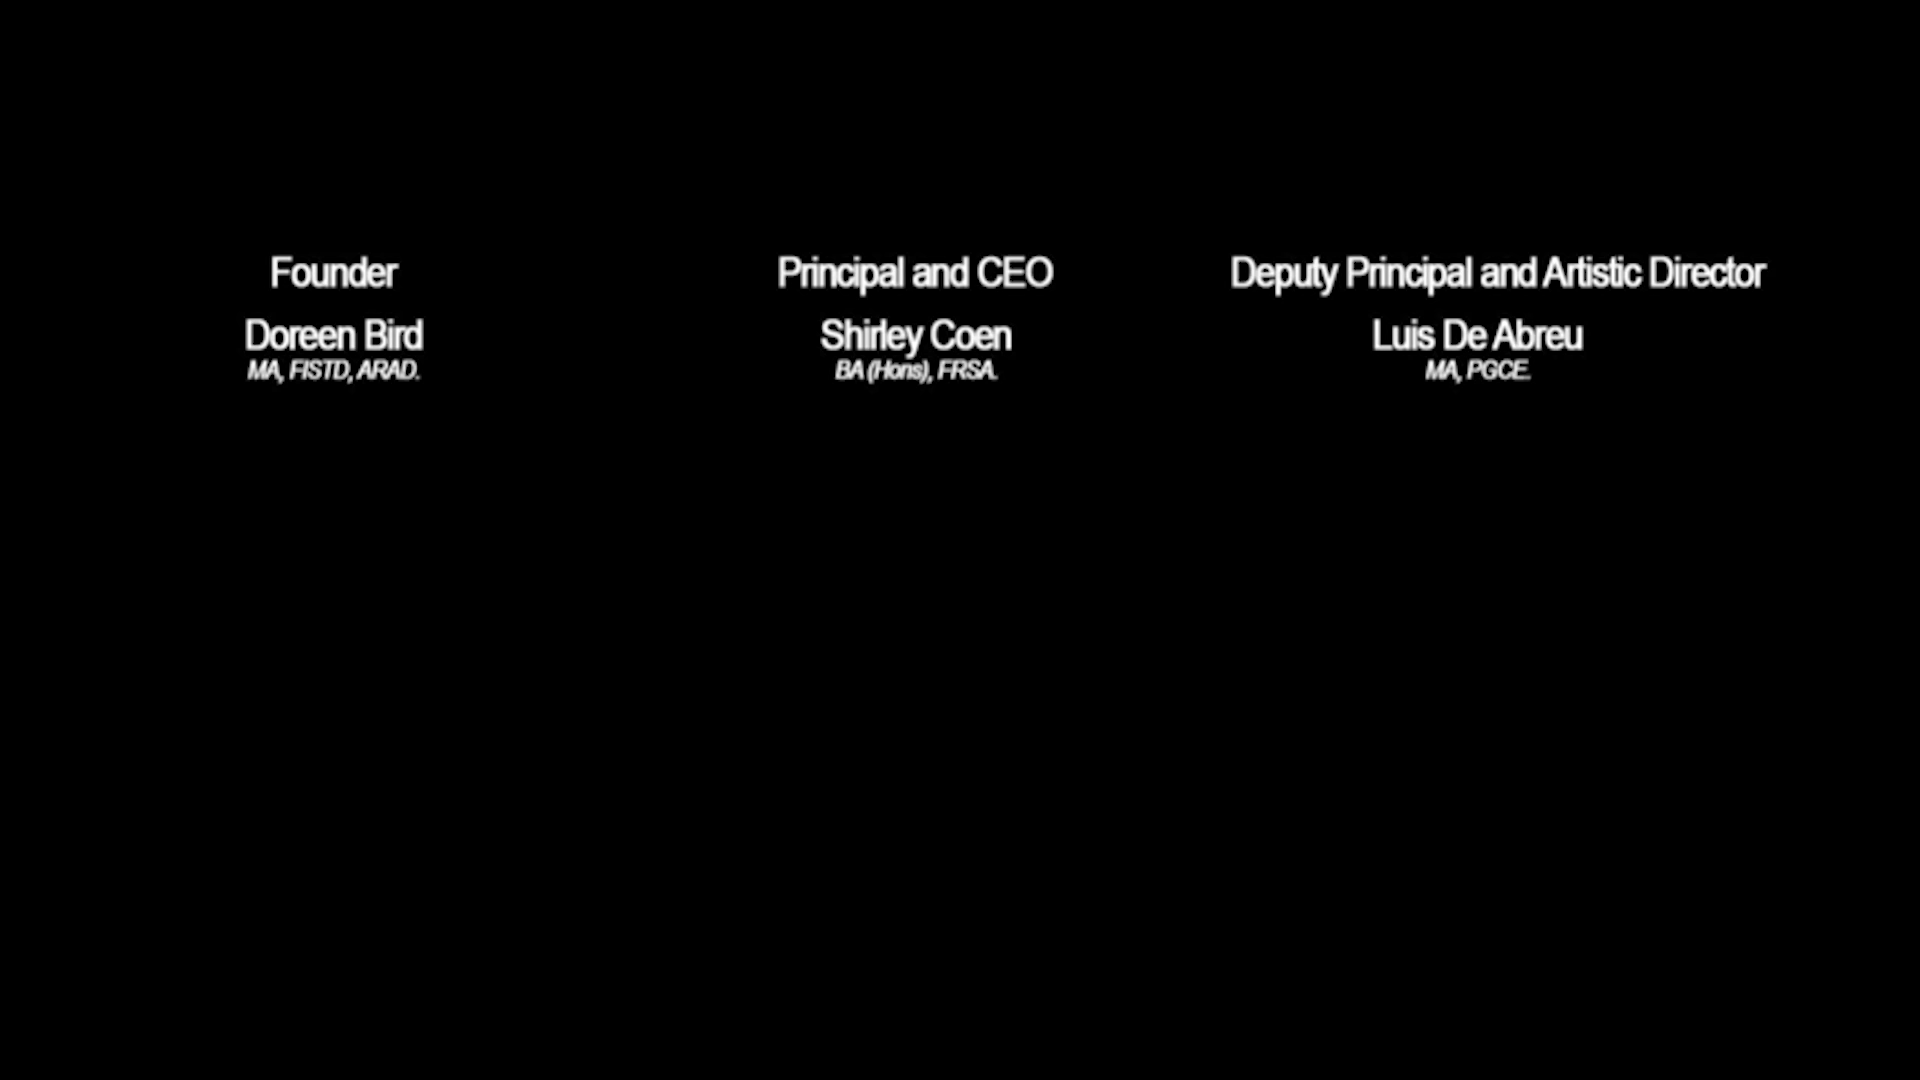 Founder
Doreen Bird
MA, FISTD, ARAD.
Principal and CEO
Shirley Coen
BA (Hons), FRSA.
Deputy Principal and Artistic Director
Luis De Abreu
MA, PGCE.